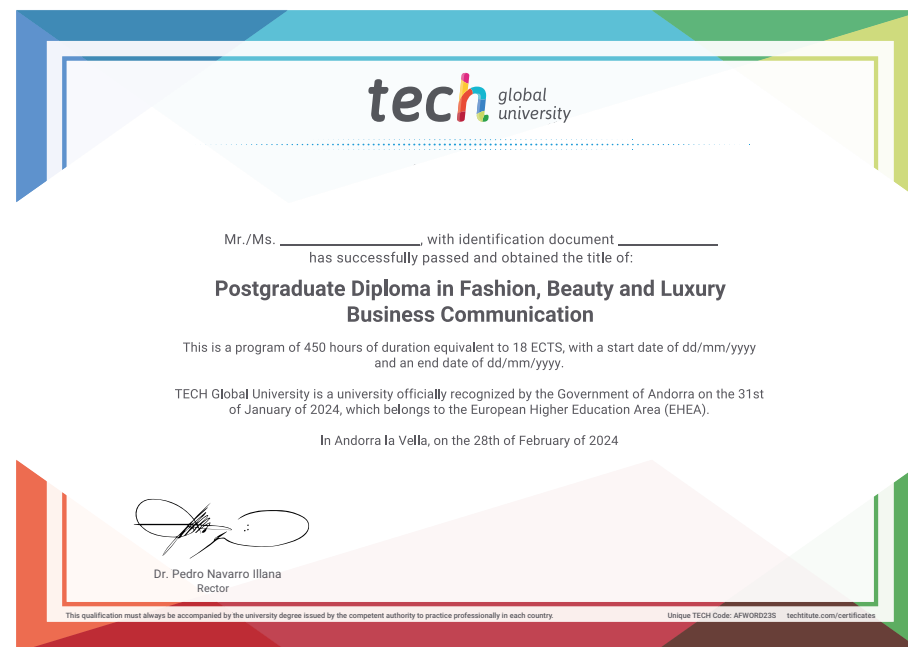 tech global
university
Mr./Ms. ________________, with identification document ____________
has successfully passed and obtained the title of:
Postgraduate Diploma in Fashion, Beauty and Luxury
Business Communication
This is a program of 450 hours of duration equivalent to 18 ECTS, with a start date of dd/mm/yyyy
and an end date of dd/mm/yyyy.
TECH Global University is a university officially recognized by the Government of Andorra on the 31st
of January of 2024, which belongs to the European Higher Education Area (EHEA).
In Andorra la Vella, on the 28th of February of 2024
Dr. Pedro Navarro Illana
Rector
This qualification must always be accompanied by the university degree issued by the competent authority to practice professionally in each country.
Unique TECH Code: AFWORD23S techtitute.com/certificates